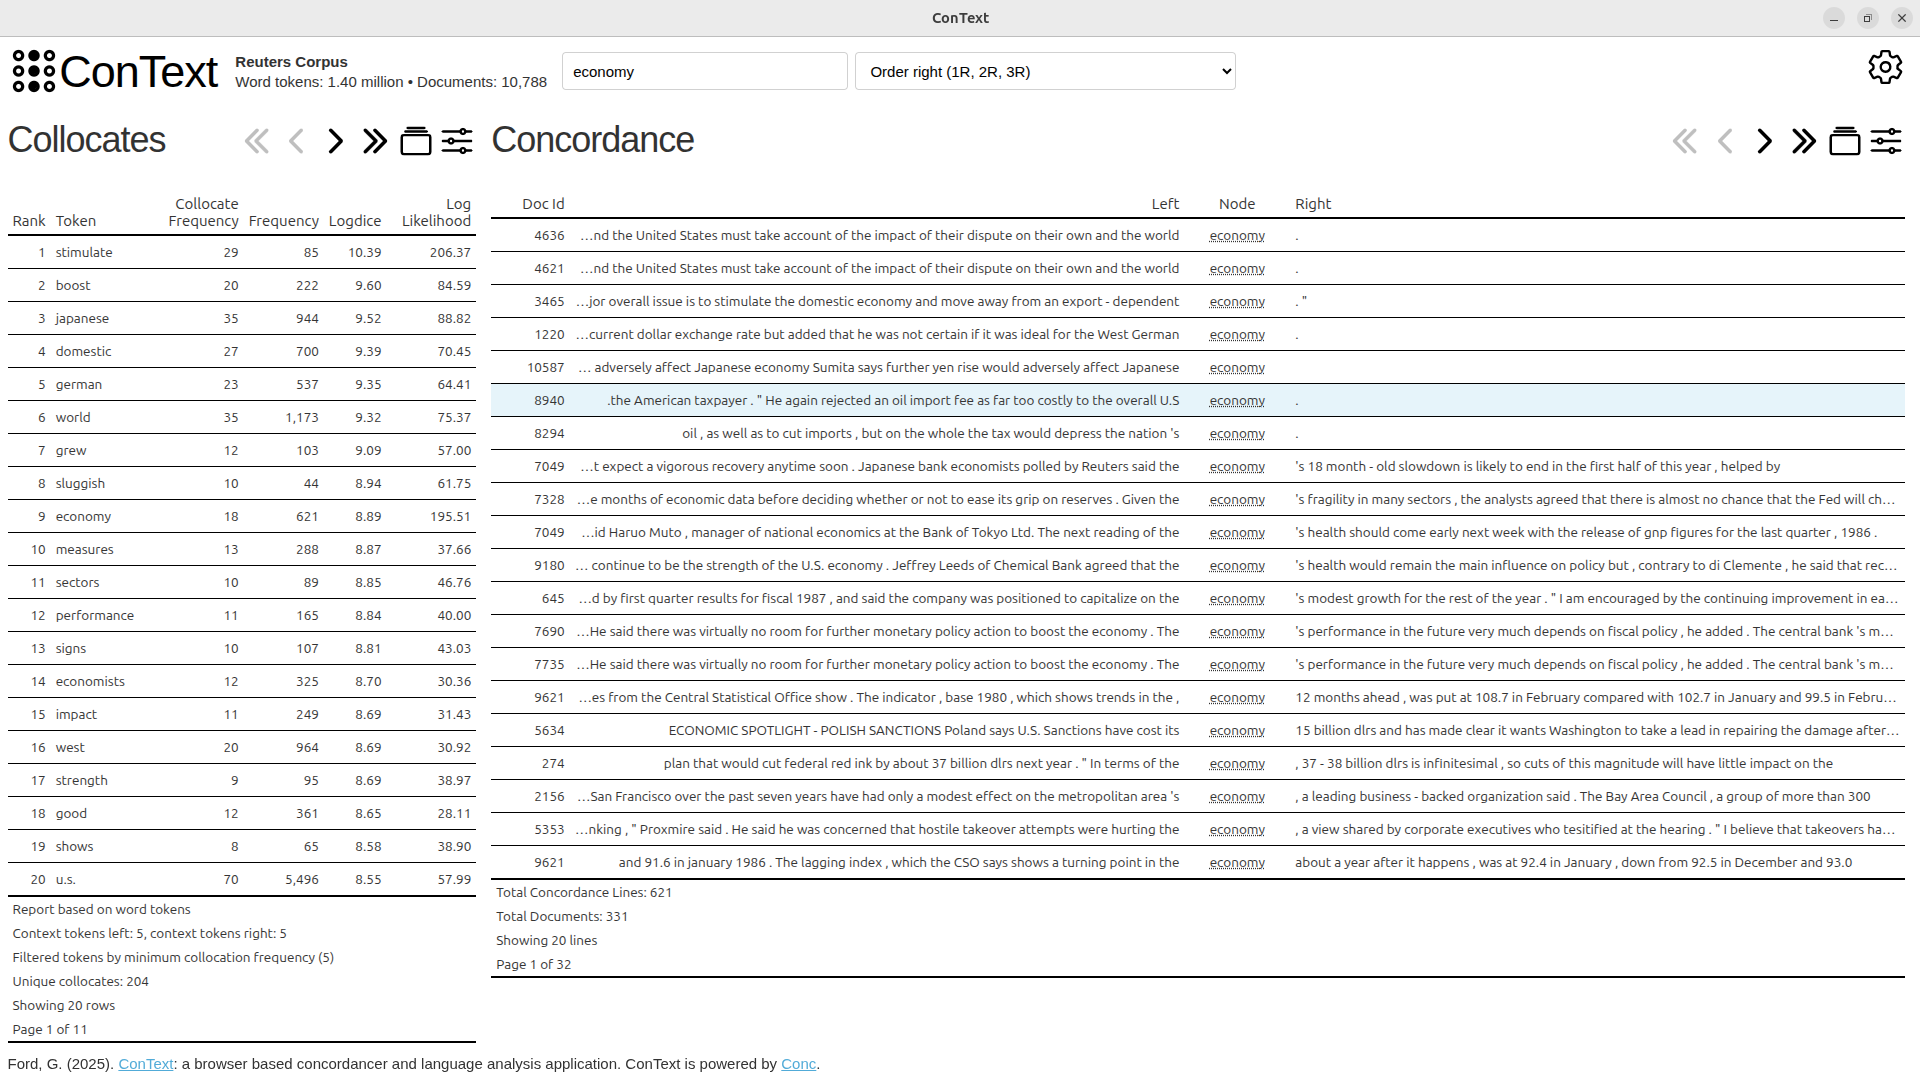 ConText
ConText
Reuters Corpus
Word tokens: 1.40 million • Documents: 10,788
economy
Order right (1R, 2R, 3R)
Collocates
Rank Token Collocate Frequency Frequency Logdice Log Likelihood
1 stimulate 29 85 10.39 206.37
2 boost 20 222 9.60 84.59
3 japanese 35 944 9.52 88.82
4 domestic 27 700 9.39 70.45
5 german 23 537 9.35 64.41
6 world 35 1,173 9.32 75.37
7 grew 12 103 9.09 57.00
8 sluggish 10 44 8.94 61.75
9 economy 18 621 8.89 195.51
10 measures 13 288 8.87 37.66
11 sectors 10 89 8.85 46.76
12 performance 11 165 8.84 40.00
13 signs 10 107 8.81 43.03
14 economists 12 325 8.70 30.36
15 impact 11 249 8.69 31.43
16 west 20 964 8.69 30.92
17 strength 9 95 8.69 38.97
18 good 12 361 8.65 28.11
19 shows 8 65 8.58 38.90
20 u.s. 70 5,496 8.55 57.99
Report based on word tokens
Context tokens left: 5, context tokens right: 5
Filtered tokens by minimum collocation frequency (5)
Unique collocates: 204
Showing 20 rows
Page 1 of 11
Concordance
Doc Id Left Node Right
4636 …nd the United States must take account of the impact of their dispute on their own and the world economy .
4621 …nd the United States must take account of the impact of their dispute on their own and the world economy .
3465 …jor overall issue is to stimulate the domestic economy and move away from an export - dependent economy . "
1220 …current dollar exchange rate but added that he was not certain if it was ideal for the West German economy .
10587 … adversely affect Japanese economy Sumita says further yen rise would adversely affect Japanese economy
8940 .the American taxpayer . " He again rejected an oil import fee as far too costly to the overall U.S economy .
8294 oil , as well as to cut imports , but on the whole the tax would depress the nation 's economy .
7049 …t expect a vigorous recovery anytime soon . Japanese bank economists polled by Reuters said the economy 's 18 month - old slowdown is likely to end in the first half of this year , helped by
7328 …e months of economic data before deciding whether or not to ease its grip on reserves . Given the economy 's fragility in many sectors , the analysts agreed that there is almost no chance that the Fed will ch…
7049 …id Haruo Muto , manager of national economics at the Bank of Tokyo Ltd. The next reading of the economy 's health should come early next week with the release of gnp figures for the last quarter , 1986 .
9180 … continue to be the strength of the U.S. economy . Jeffrey Leeds of Chemical Bank agreed that the economy 's health would remain the main influence on policy but , contrary to di Clemente , he said that rec…
645 …d by first quarter results for fiscal 1987 , and said the company was positioned to capitalize on the economy 's modest growth for the rest of the year . " I am encouraged by the continuing improvement in ea…
7690 …He said there was virtually no room for further monetary policy action to boost the economy . The economy 's performance in the future very much depends on fiscal policy , he added . The central bank 's m…
7735 …He said there was virtually no room for further monetary policy action to boost the economy . The economy 's performance in the future very much depends on fiscal policy , he added . The central bank 's m…
9621 …es from the Central Statistical Office show . The indicator , base 1980 , which shows trends in the , economy 12 months ahead , was put at 108.7 in February compared with 102.7 in January and 99.5 in Febru…
5634 ECONOMIC SPOTLIGHT - POLISH SANCTIONS Poland says U.S. Sanctions have cost its economy 15 billion dlrs and has made clear it wants Washington to take a lead in repairing the damage after…
274 plan that would cut federal red ink by about 37 billion dlrs next year . " In terms of the economy , 37 - 38 billion dlrs is infinitesimal , so cuts of this magnitude will have little impact on the
2156 …San Francisco over the past seven years have had only a modest effect on the metropolitan area 's economy , a leading business - backed organization said . The Bay Area Council , a group of more than 300
5353 …nking , " Proxmire said . He said he was concerned that hostile takeover attempts were hurting the economy , a view shared by corporate executives who tesitified at the hearing . " I believe that takeovers ha…
9621 and 91.6 in january 1986 . The lagging index , which the CSO says shows a turning point in the economy about a year after it happens , was at 92.4 in January , down from 92.5 in December and 93.0
Total Concordance Lines: 621
Total Documents: 331
Showing 20 lines
Page 1 of 32
Ford, G. (2025). ConText: a browser based concordancer and language analysis application. ConText is powered by Conc.